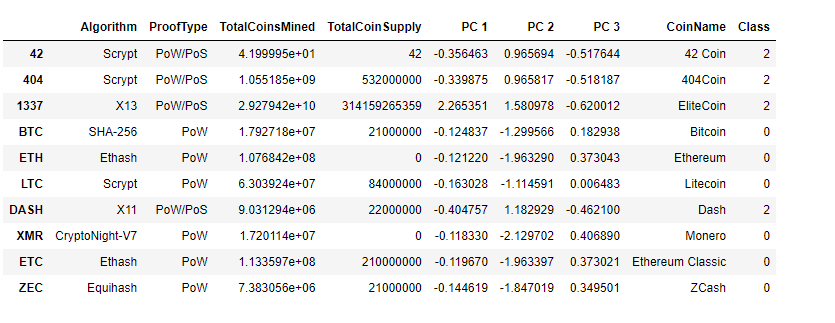 Algorithm ProofType TotalCoinsMined TotalCoinSupply PC 1 PC 2 PC 3 CoinName Class
42 Scrypt PoW/PoS 4.199995e+01 42 -0.356463 0.965694 -0.517644 42 Coin 2
404 Scrypt PoW/PoS 1.055185e+09 532000000 -0.339875 0.965817 -0.518187 404Coin 2
1337 X13 PoW/PoS 2.927942e+10 314159265359 2.265351 1.580978 -0.620012 EliteCoin 2
BTC SHA-256 PoW 1.792718e+07 21000000 -0.124837 -1.299566 0.182938 Bitcoin 0
ETH Ethash PoW 1.076842e+08 0 -0.121220 -1.963290 0.373043 Ethereum 0
LTC Scrypt PoW 6.303924e+07 84000000 -0.163028 -1.114591 0.006483 Litecoin 0
DASH X11 PoW/PoS 9.031294e+06 22000000 -0.404757 1.182929 -0.462100 Dash 2
XMR CryptoNight-V7 PoW 1.720114e+07 0 -0.118330 -2.129702 0.406890 Monero 0
ETC Ethash PoW 1.133597e+08 210000000 -0.119670 -1.963397 0.373021 Ethereum Classic 0
ZEC Equihash PoW 7.383056e+06 21000000 -0.144619 -1.847019 0.349501 ZCash 0